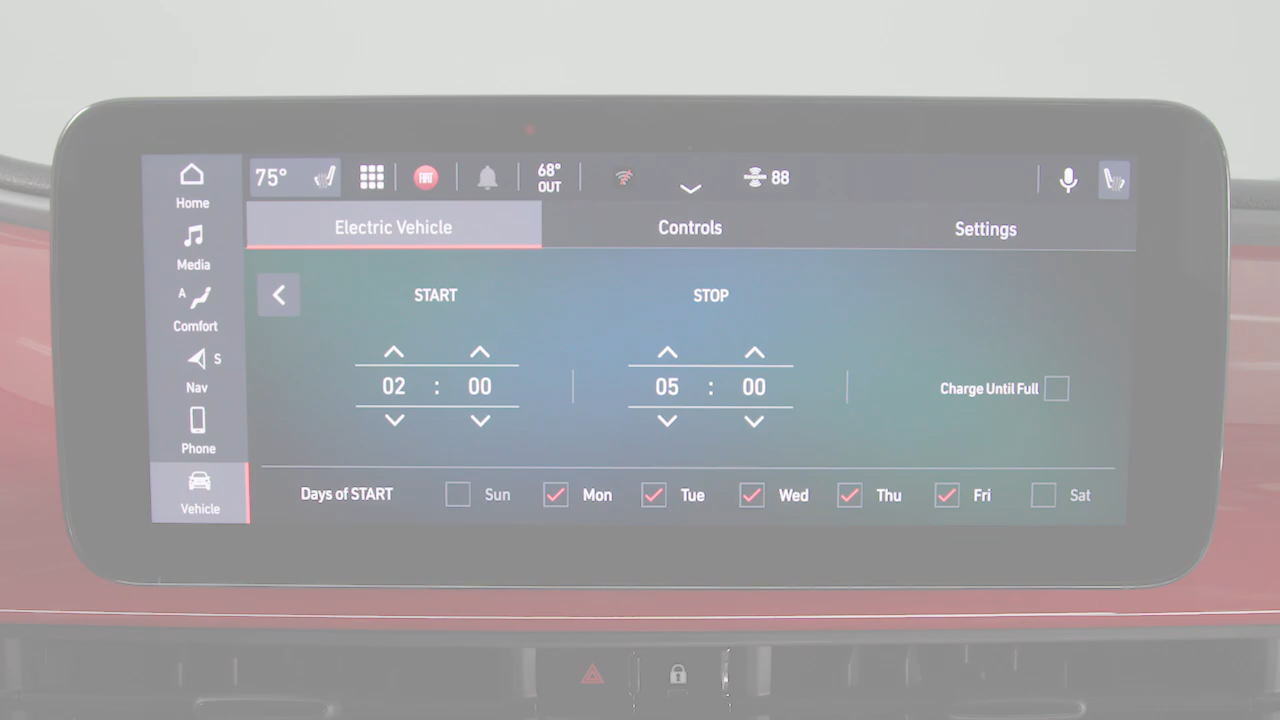 75°
FIAT
68°
OUT
88
Home
Media
A
Comfort
S
Nav
Phone
Vehicle
Electric Vehicle
Controls
Settings
START
STOP
02 : 00
05 : 00
Charge Until Full
Days of START
Sun
Mon
Tue
Wed
Thu
Fri
Sat